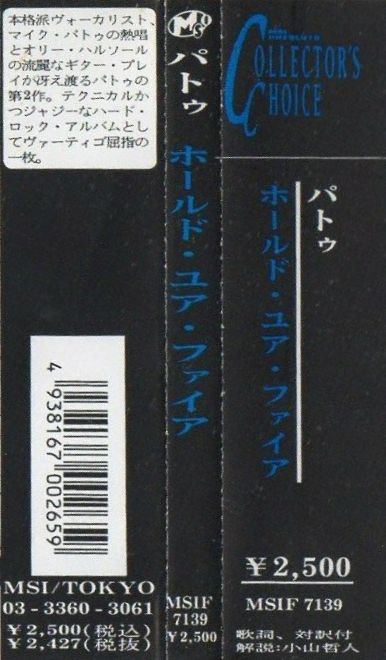 本格派ヴォーカリスト、
マイク・パトゥの熱唱
とオリー・ハルソール
の流麗なギター・プレ
イが冴え渡るパトゥの
第2作。テクニカルか
つジャジーなハード・
ロック・アルバムとし
てヴァーティゴ屈指の
一枚。
4 938167 002659
MSI/TOKYO
03-3360-3061
¥2,500(税込)
¥2,427(税抜)
MSI
パトゥ
ホールド・ユア・ファイア
MSIF
7139
¥2,500
MSI PRESENTS
COLLECTOR'S
CHOICE
パトゥ
ホールド・ユア・ファイア
¥2,500
MSIF 7139
歌詞、対訳付
解説:小山哲人